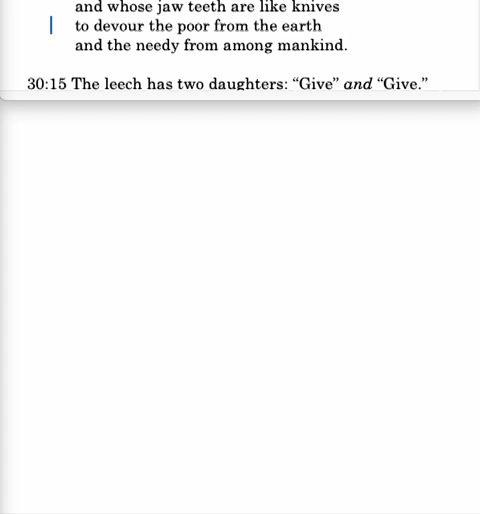 and whose jaw teeth are like knives
to devour the poor from the earth
and the needy from among mankind.
30:15 The leech has two daughters: “Give” and “Give.”